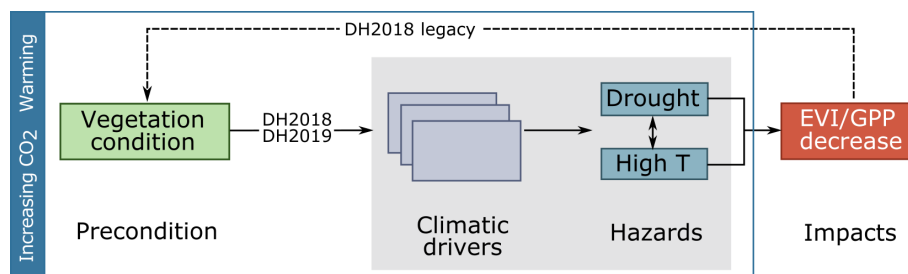 Increasing CO2 Warming
DH2018 legacy
Vegetation
condition
DH2018
DH2019
Drought
High T
EVI/GPP
decrease
Precondition
Climatic
drivers
Hazards
Impacts